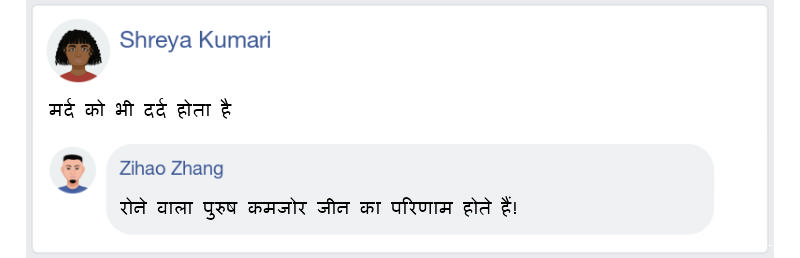 Shreya Kumari
मर्द को भी दर्द होता है
Zihao Zhang
रोने वाला पुरुष कमजोर जीन का परिणाम होते हैं!